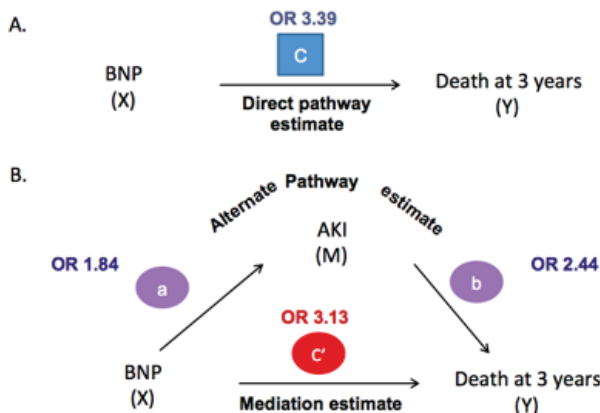 A.
OR 3.39
C
BNP
(X)
Direct pathway
estimate
Death at 3 years
(Y)
B.
Alternate Pathway estimate
AKI
(M)
OR 1.84
a
b
OR 2.44
OR 3.13
C'
BNP
(X)
Mediation estimate
Death at 3 years
(Y)